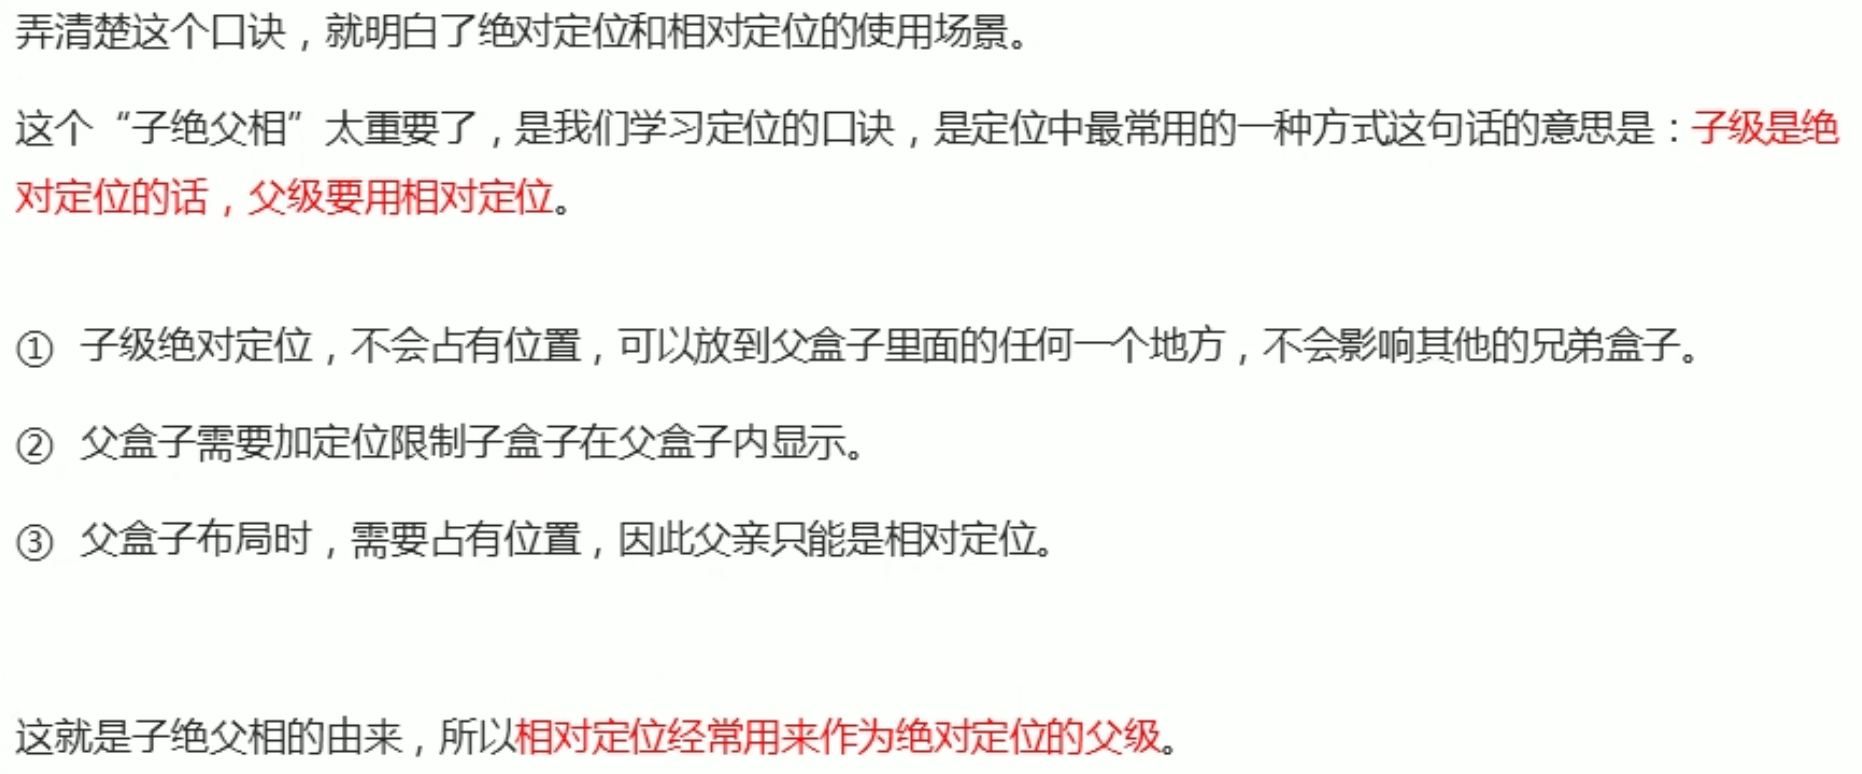 弄清楚这个口诀，就明白了绝对定位和相对定位的使用场景。
这个“子绝父相”太重要了，是我们学习定位的口诀，是定位中最常用的一种方式这句话的意思是：子级是绝
对定位的话，父级要用相对定位。
① 子级绝对定位，不会占有位置，可以放到父盒子里面的任何一个地方，不会影响其他的兄弟盒子。
② 父盒子需要加定位限制子盒子在父盒子内显示。
③ 父盒子布局时，需要占有位置，因此父亲只能是相对定位。
这就是子绝父相的由来，所以相对定位经常用来作为绝对定位的父级。